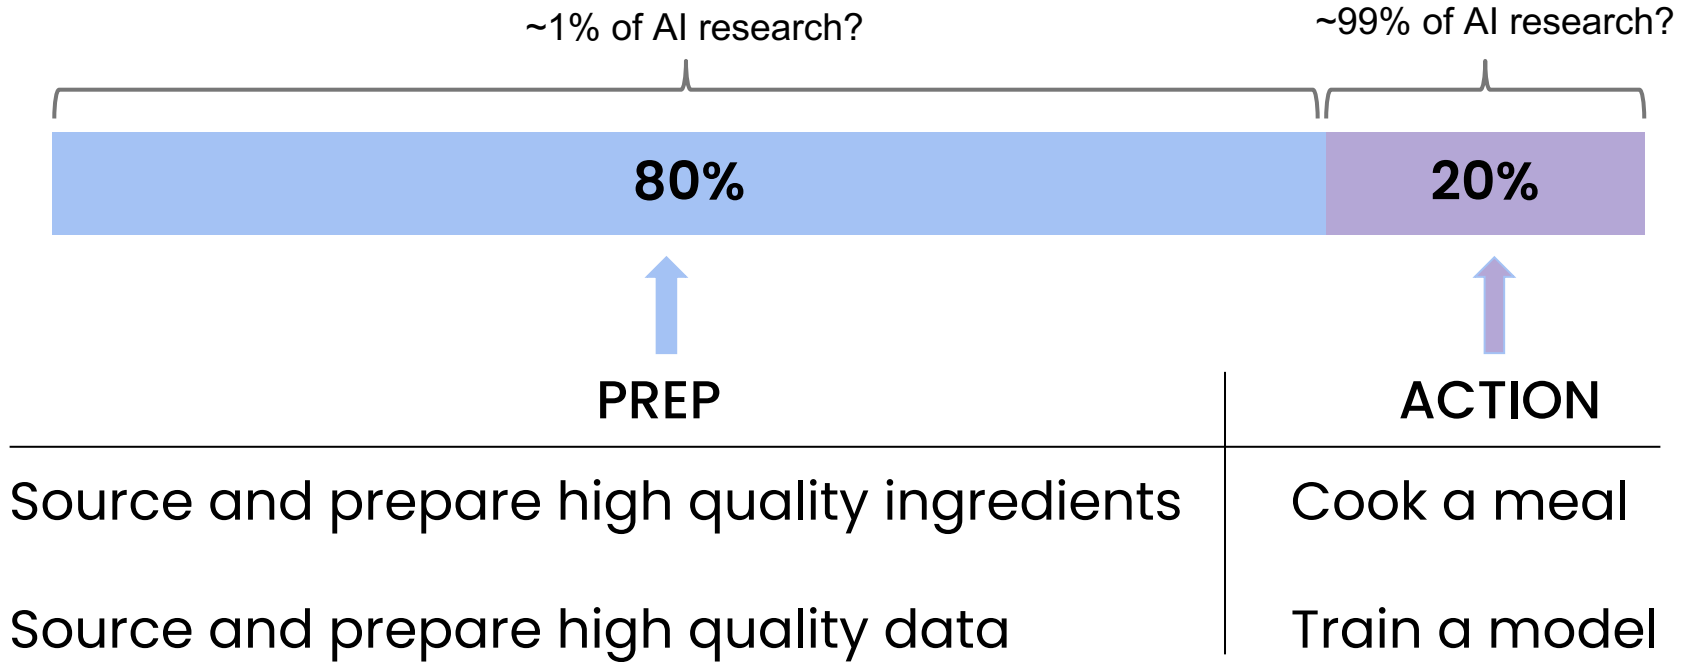 ~1% of AI research?
~99% of AI research?
80%
20%
PREP
ACTION
Source and prepare high quality ingredients
Cook a meal
Source and prepare high quality data
Train a model